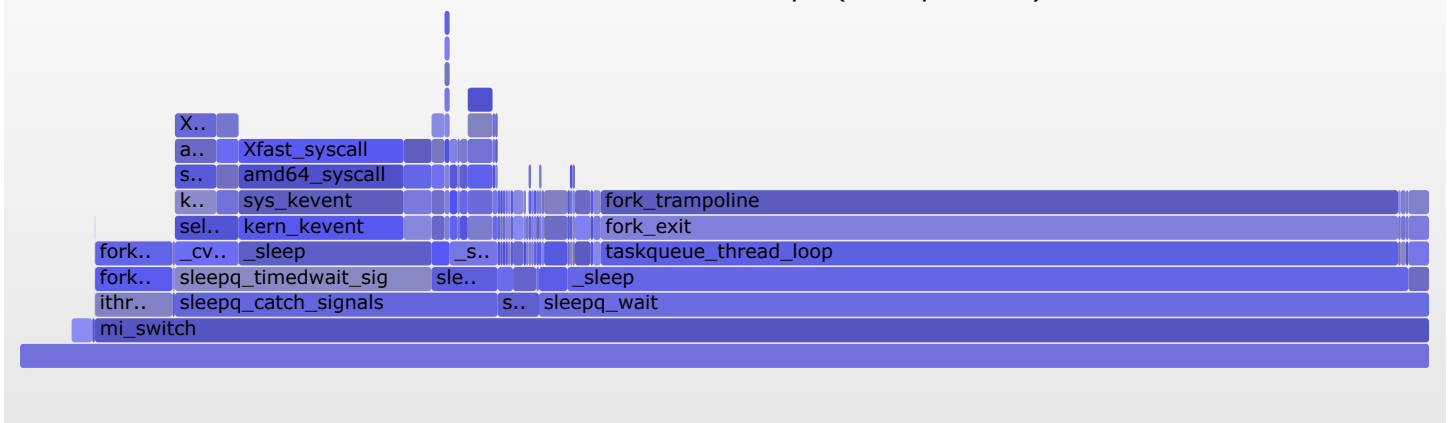 X..
a.. Xfast_syscall
s.. amd64_syscall
k.. sys_kevent fork_trampoline
sel.. kern_kevent fork_exit
fork.. _cv.. _sleep _s.. taskqueue_thread_loop
fork.. sleepq_timedwait_sig sle.. _sleep
ithr.. sleepq_catch_signals s.. sleepq_wait
mi_switch